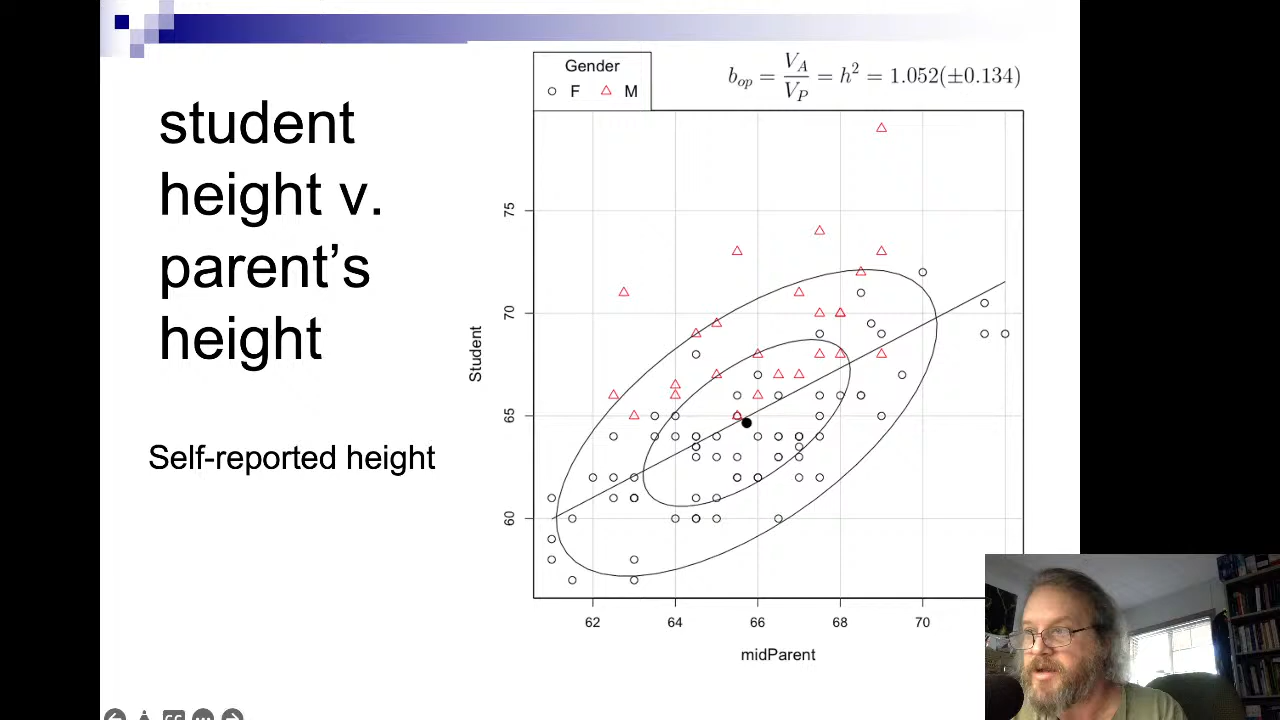 student
height v.
parent's
height
Self-reported height
Gender
F M
b_op = V_A/V_P = h² = 1.052(±0.134)
75
70
65
60
Student
62 64 66 68 70
midParent